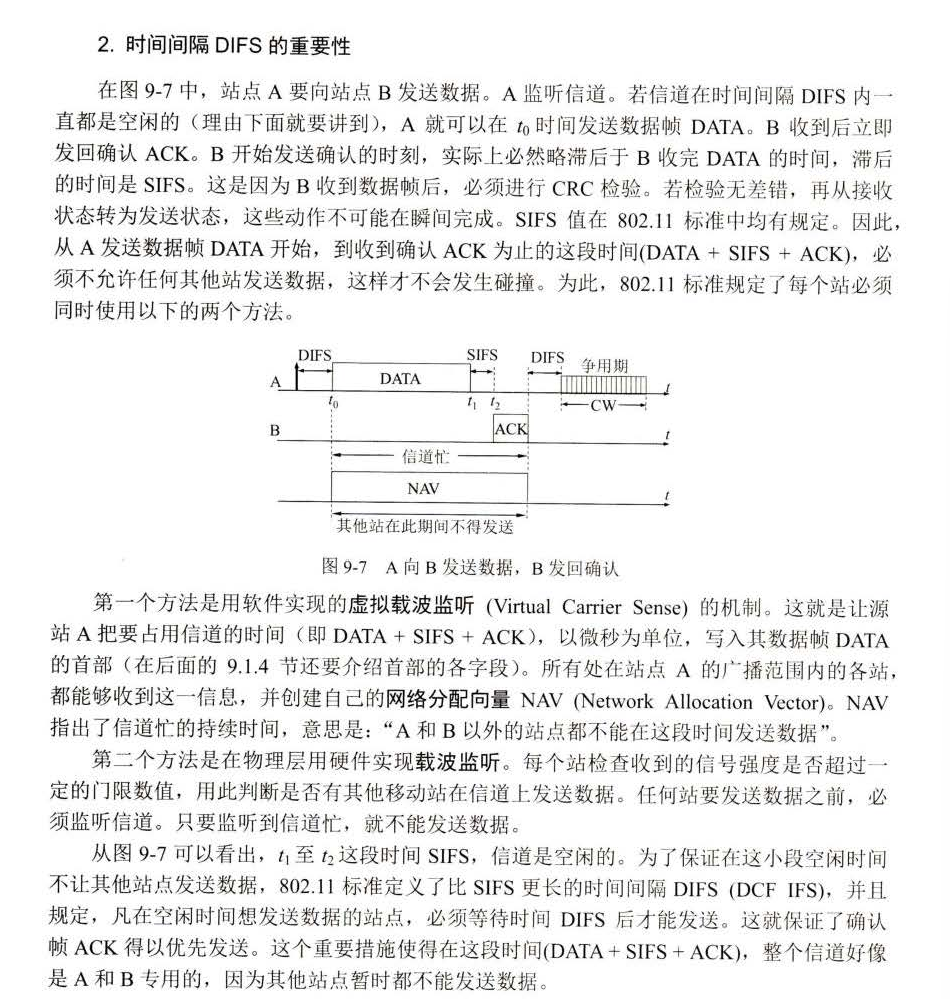 2. 时间间隔 DIFS 的重要性
在图 9-7 中，站点 A 要向站点 B 发送数据。A 监听信道。若信道在时间间隔 DIFS 内一
直都是空闲的（理由下面就要讲到），A 就可以在 t₀ 时间发送数据帧 DATA。B 收到后立即
发回确认 ACK。B 开始发送确认的时刻，实际上必然略滞后于 B 收完 DATA 的时间，滞后
的时间是 SIFS。这是因为 B 收到数据帧后，必须进行 CRC 检验。若检验无差错，再从接收
状态转为发送状态，这些动作不可能在瞬间完成。SIFS 值在 802.11 标准中均有规定。因此，
从 A 发送数据帧 DATA 开始，到收到确认 ACK 为止的这段时间(DATA + SIFS + ACK)，必
须不允许任何其他站发送数据，这样才不会发生碰撞。为此，802.11 标准规定了每个站必须
同时使用以下的两个方法。
DIFS SIFS DIFS 争用期
A DATA t
t₀ t₁ t₂ CW
B ACK t
信道忙
NAV t
其他站在此期间不得发送
图 9-7 A 向 B 发送数据，B 发回确认
第一个方法是用软件实现的虚拟载波监听 (Virtual Carrier Sense) 的机制。这就是让源
站 A 把要占用信道的时间（即 DATA + SIFS + ACK），以微秒为单位，写入其数据帧 DATA
的首部（在后面的 9.1.4 节还要介绍首部的各字段）。所有处在站点 A 的广播范围内的各站，
都能够收到这一信息，并创建自己的网络分配向量 NAV (Network Allocation Vector)。NAV
指出了信道忙的持续时间，意思是：“A 和 B 以外的站点都不能在这段时间发送数据”。
第二个方法是在物理层用硬件实现载波监听。每个站检查收到的信号强度是否超过一
定的门限数值，用此判断是否有其他移动站在信道上发送数据。任何站要发送数据之前，必
须监听信道。只要监听到信道忙，就不能发送数据。
从图 9-7 可以看出，t₁ 至 t₂ 这段时间 SIFS，信道是空闲的。为了保证在这小段空闲时间
不让其他站点发送数据，802.11 标准定义了比 SIFS 更长的时间间隔 DIFS (DCF IFS)，并且
规定，凡在空闲时间想发送数据的站点，必须等待时间 DIFS 后才能发送。这就保证了确认
帧 ACK 得以优先发送。这个重要措施使得在这段时间(DATA + SIFS + ACK)，整个信道好像
是 A 和 B 专用的，因为其他站点暂时都不能发送数据。